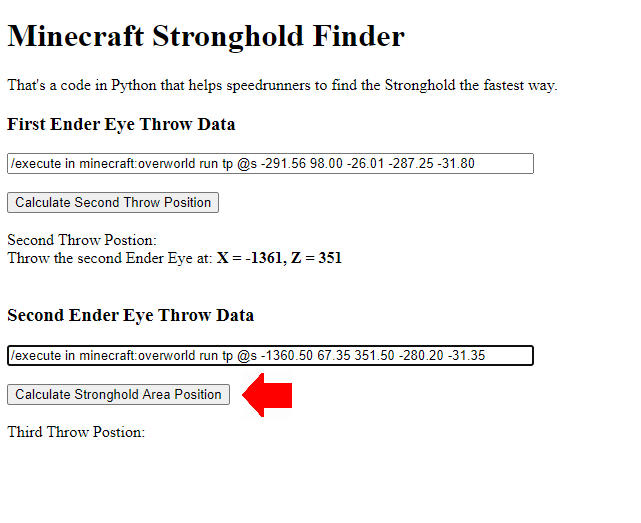 Minecraft Stronghold Finder
That's a code in Python that helps speedrunners to find the Stronghold the fastest way.
First Ender Eye Throw Data
/execute in minecraft:overworld run tp @s -291.56 98.00 -26.01 -287.25 -31.80
Calculate Second Throw Position
Second Throw Postion:
Throw the second Ender Eye at: X = -1361, Z = 351
Second Ender Eye Throw Data
/execute in minecraft:overworld run tp @s -1360.50 67.35 351.50 -280.20 -31.35
Calculate Stronghold Area Position
Third Throw Postion: